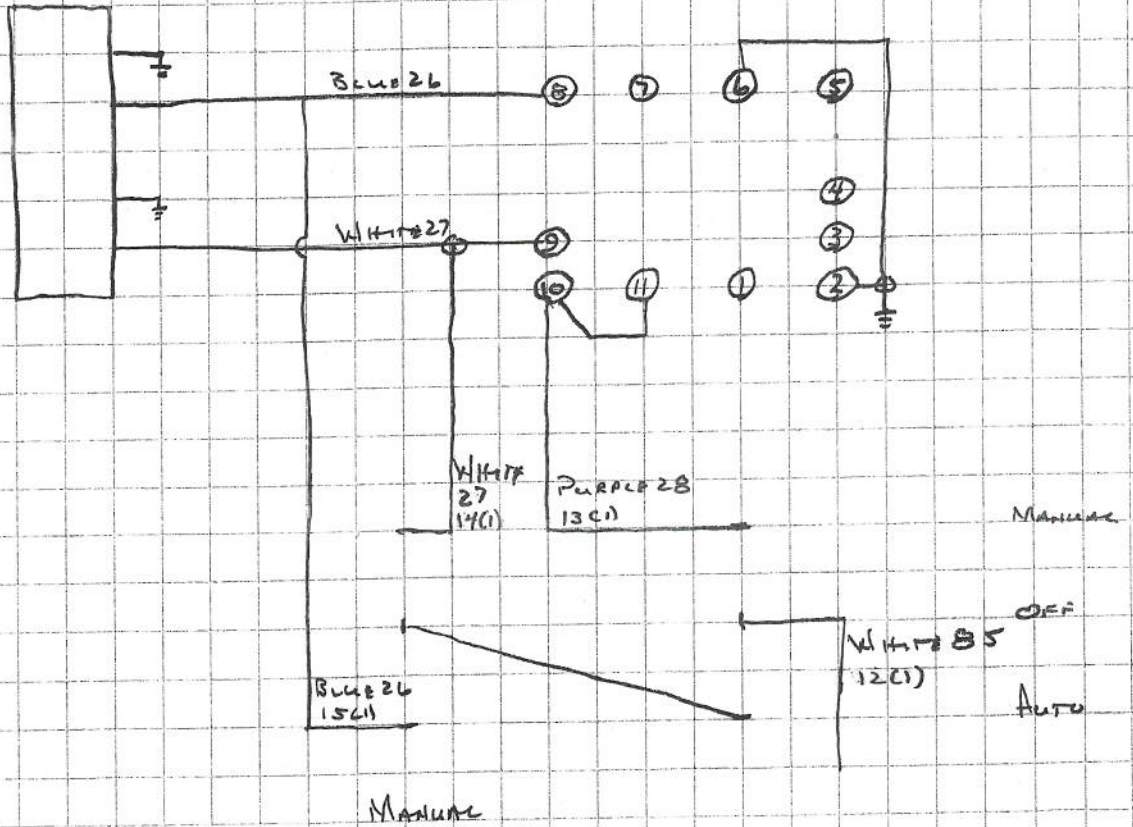 BLUE 26
8 7 6 5
4
WHITE 27
9
3
10 11 1 2
WHITE
27
14(1)
PURPLE 28
13(1)
MANUAL
OFF
WHITE 85
12(1)
BLUE 26
15(1)
AUTO
MANUAL